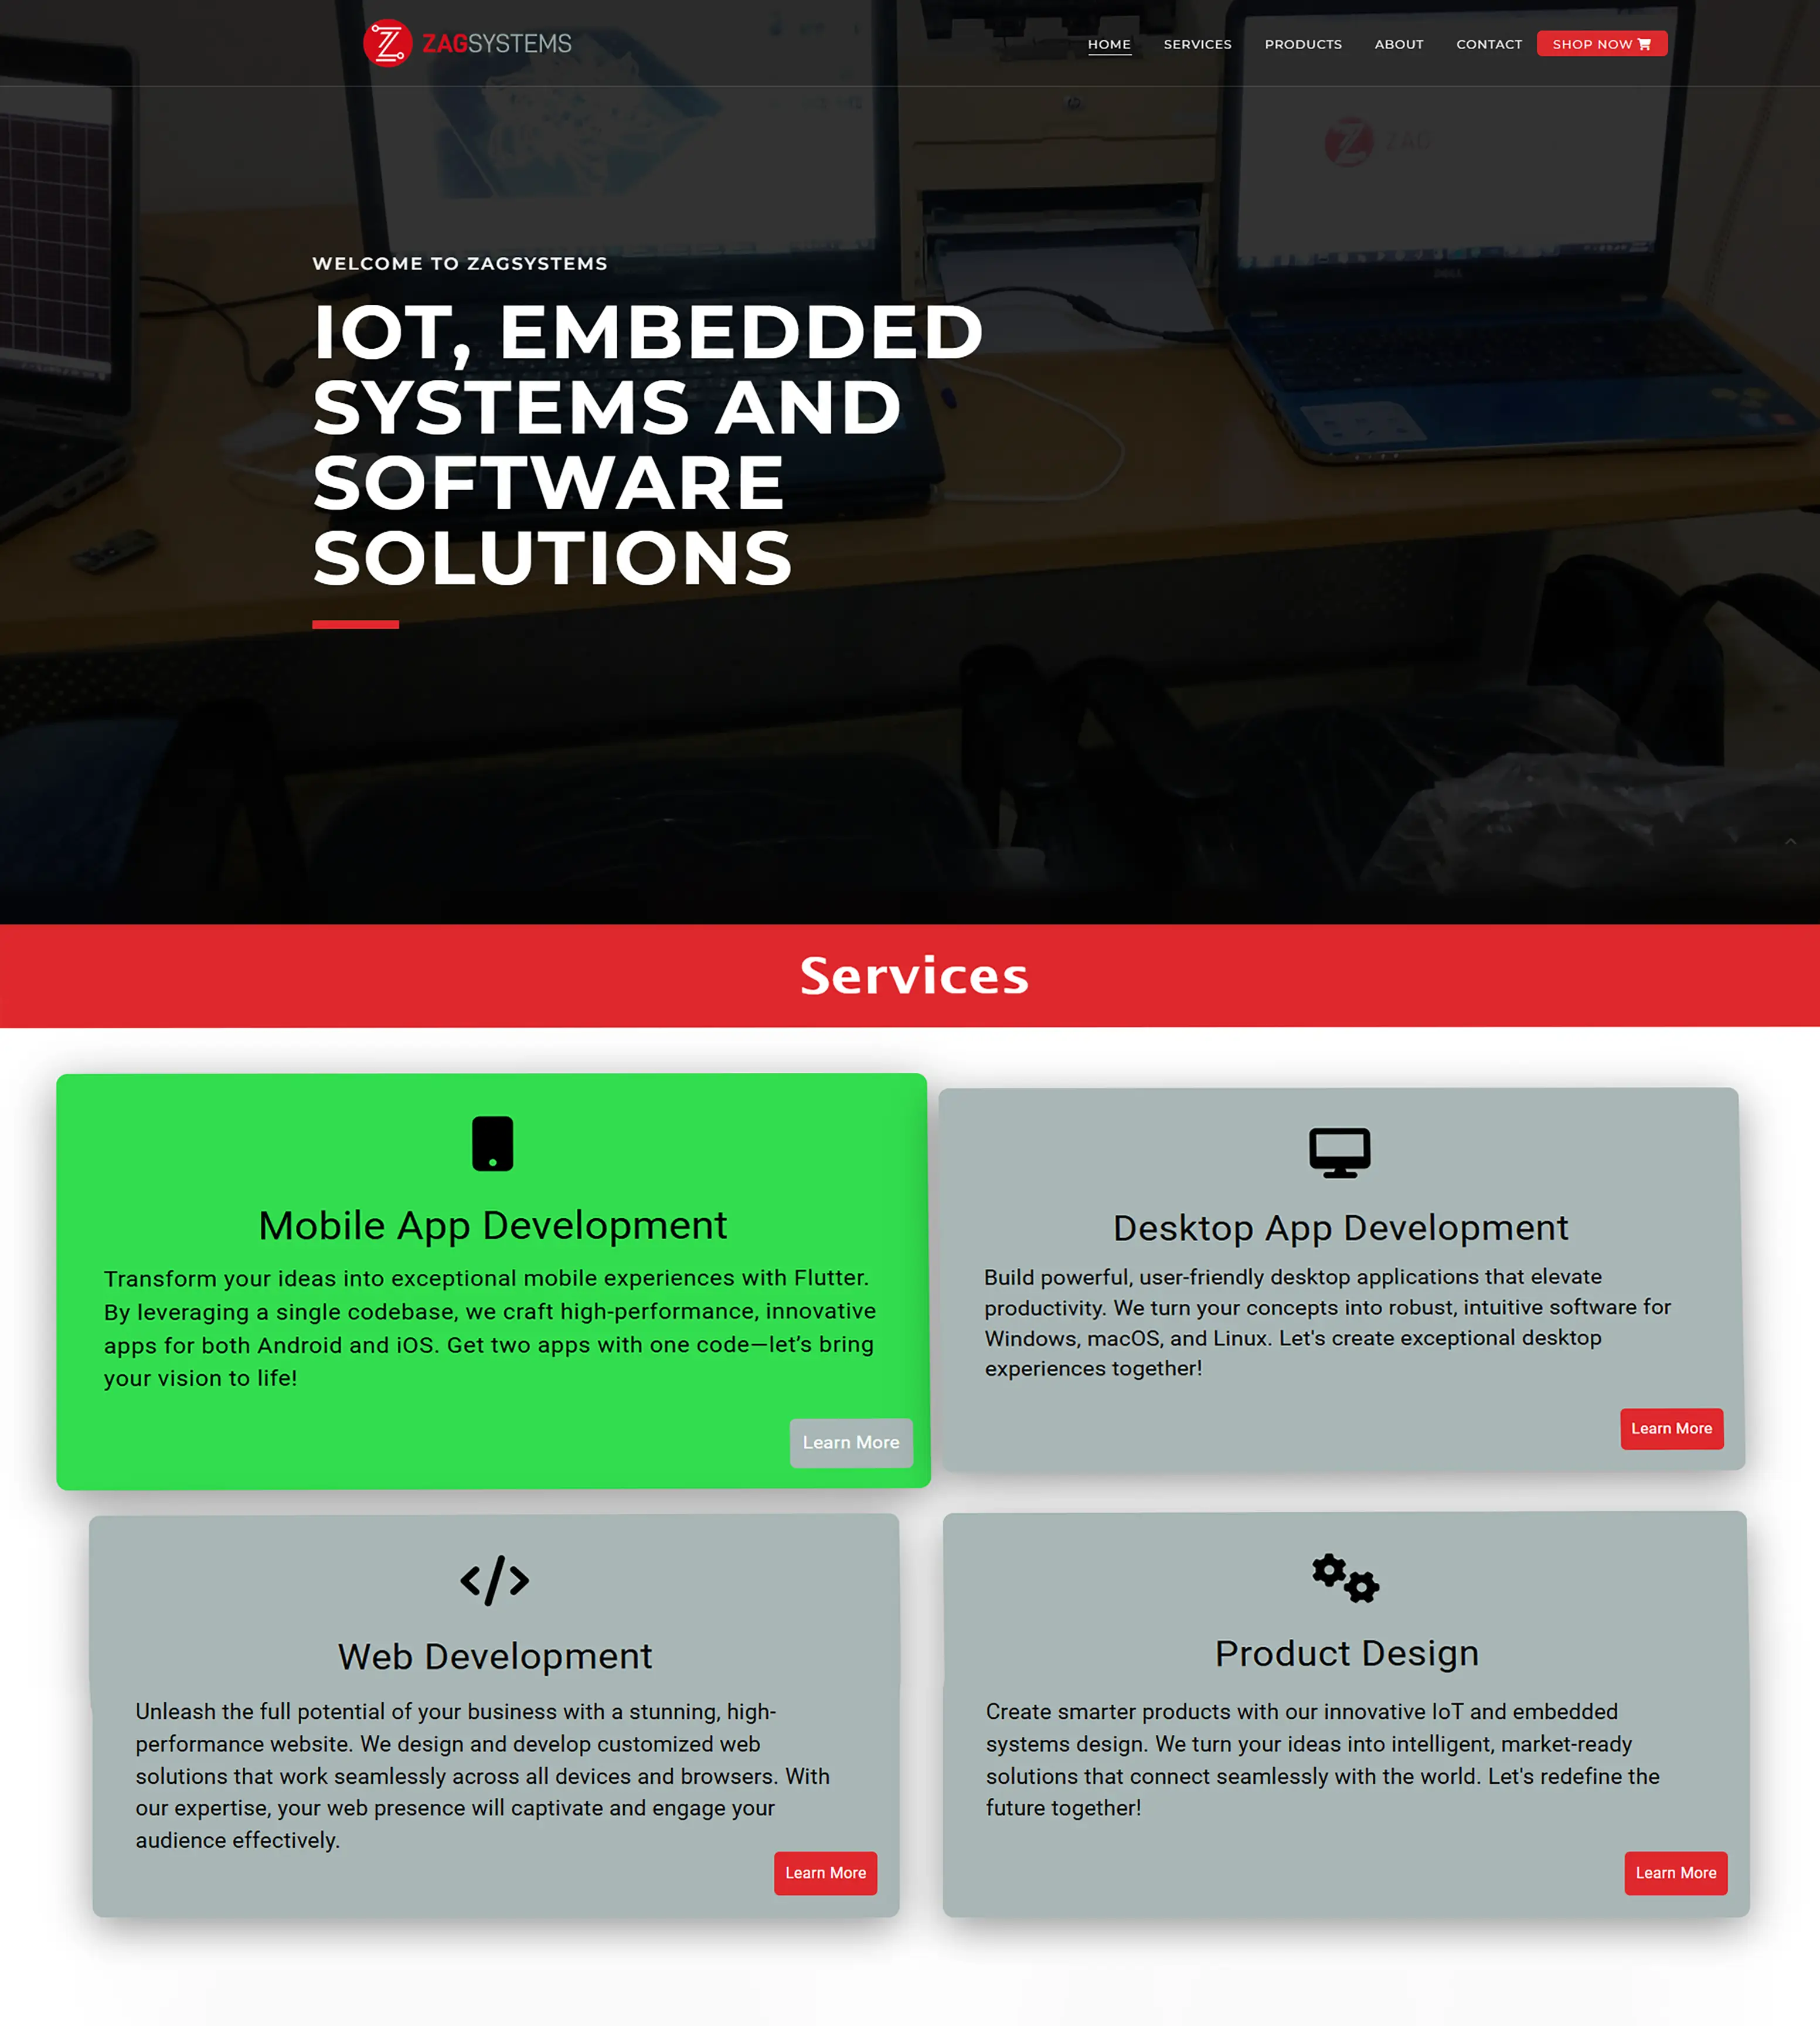 ZAGSYSTEMS
HOME SERVICES PRODUCTS ABOUT CONTACT SHOP NOW
ZAG
hp
DELL
WELCOME TO ZAGSYSTEMS
IOT, EMBEDDED
SYSTEMS AND
SOFTWARE
SOLUTIONS
Services
Mobile App Development
Transform your ideas into exceptional mobile experiences with Flutter.
By leveraging a single codebase, we craft high-performance, innovative
apps for both Android and iOS. Get two apps with one code—let’s bring
your vision to life!
Learn More
Desktop App Development
Build powerful, user-friendly desktop applications that elevate
productivity. We turn your concepts into robust, intuitive software for
Windows, macOS, and Linux. Let's create exceptional desktop
experiences together!
Learn More
Web Development
Unleash the full potential of your business with a stunning, high-
performance website. We design and develop customized web
solutions that work seamlessly across all devices and browsers. With
our expertise, your web presence will captivate and engage your
audience effectively.
Learn More
Product Design
Create smarter products with our innovative IoT and embedded
systems design. We turn your ideas into intelligent, market-ready
solutions that connect seamlessly with the world. Let's redefine the
future together!
Learn More